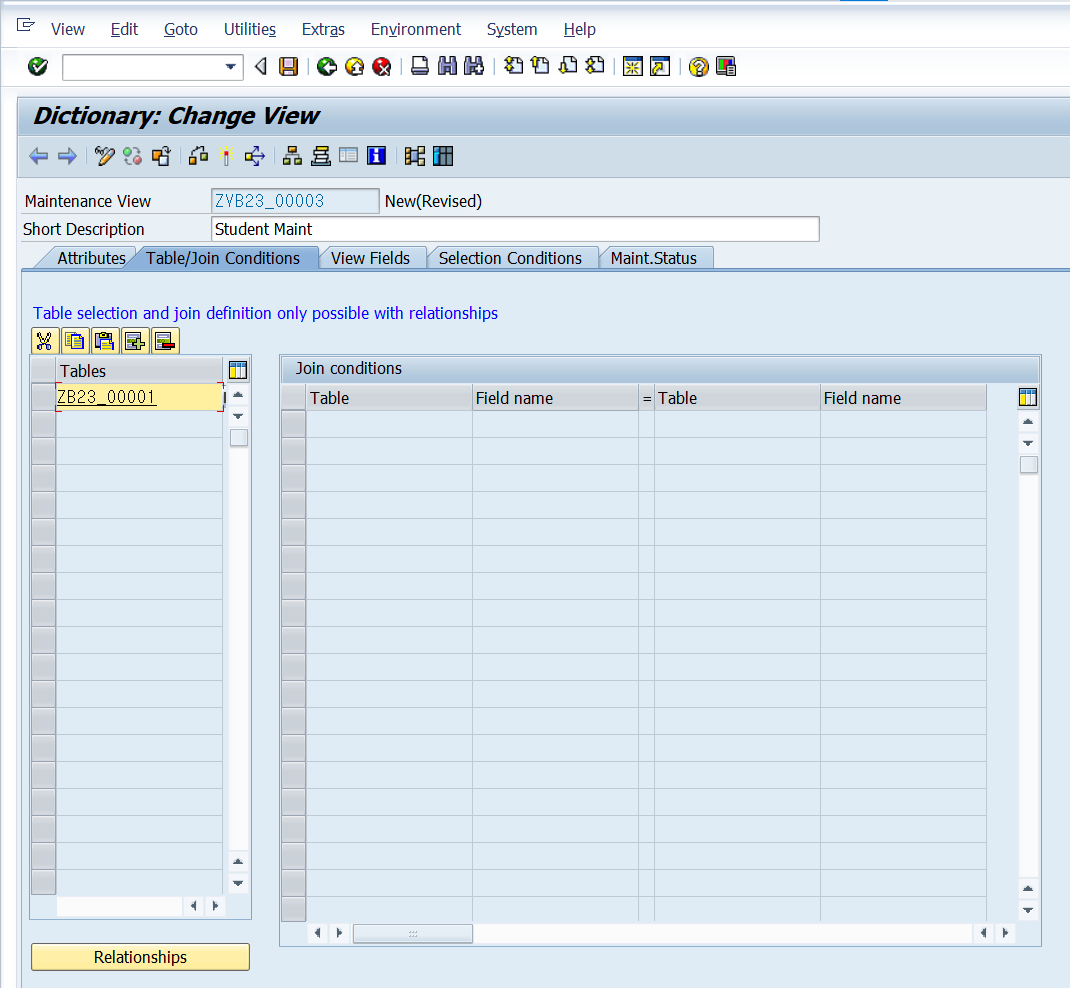 View Edit Goto Utilities Extras Environment System Help
Dictionary: Change View
Maintenance View ZVB23_00003 New(Revised)
Short Description Student Maint
Attributes Table/Join Conditions View Fields Selection Conditions Maint.Status
Table selection and join definition only possible with relationships
Tables
ZB23_00001
Join conditions
Table Field name = Table Field name
Relationships